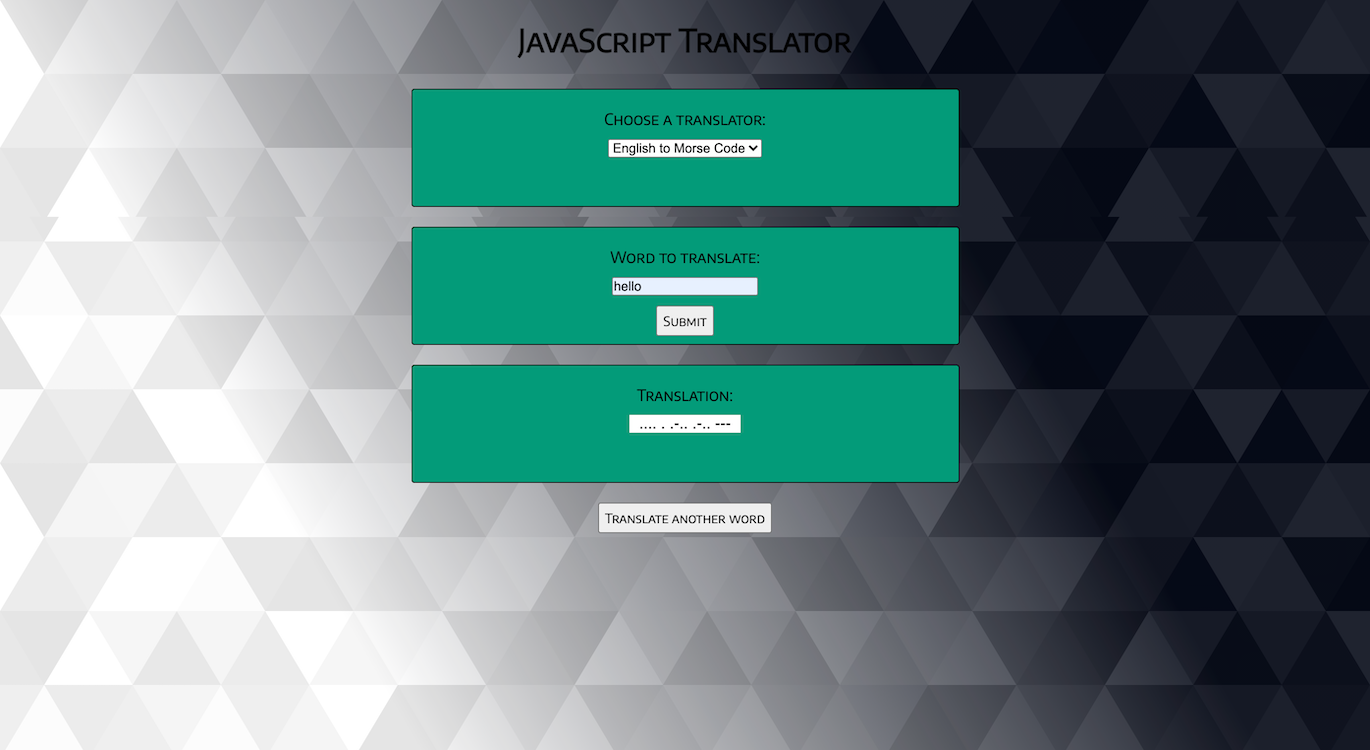 JavaScript Translator
Choose a translator:
English to Morse Code
Word to translate:
hello
Submit
Translation:
.... . .-.. .-.. ---
Translate another word